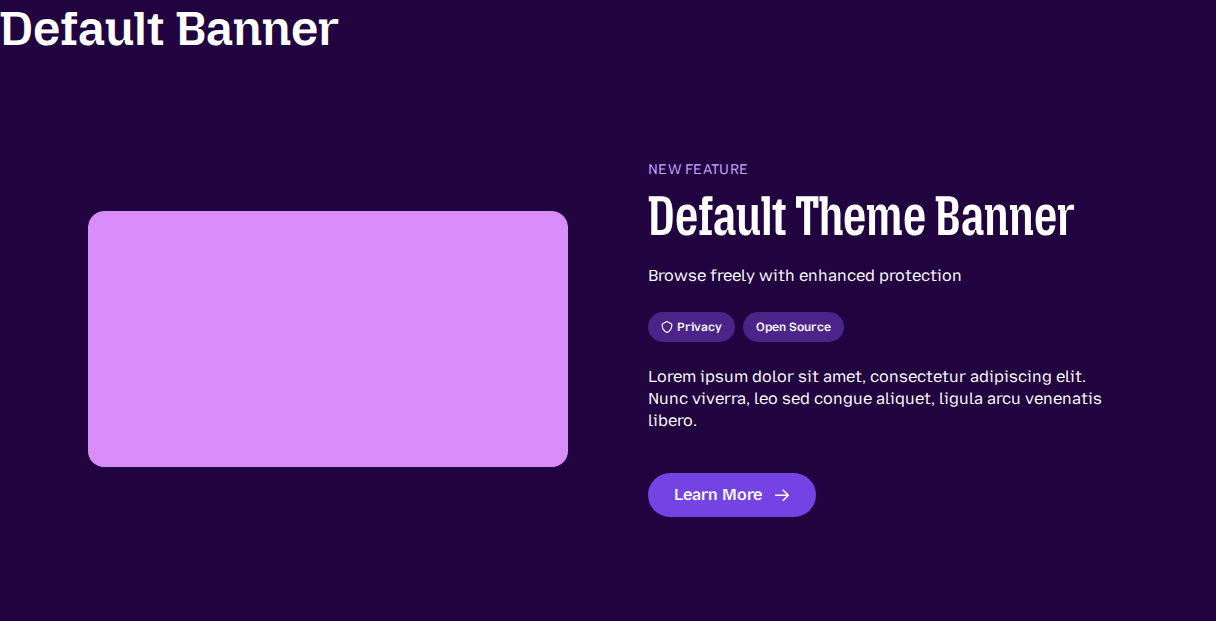 Default Banner
NEW FEATURE
Default Theme Banner
Browse freely with enhanced protection
Privacy
Open Source
Lorem ipsum dolor sit amet, consectetur adipiscing elit.
Nunc viverra, leo sed congue aliquet, ligula arcu venenatis
libero.
Learn More